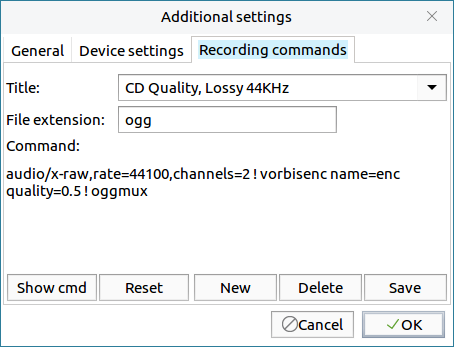 Additional settings
General
Device settings
Recording commands
Title:
CD Quality, Lossy 44KHz
File extension:
ogg
Command:
audio/x-raw,rate=44100,channels=2 ! vorbisenc name=enc
quality=0.5 ! oggmux
Show cmd
Reset
New
Delete
Save
Cancel
OK